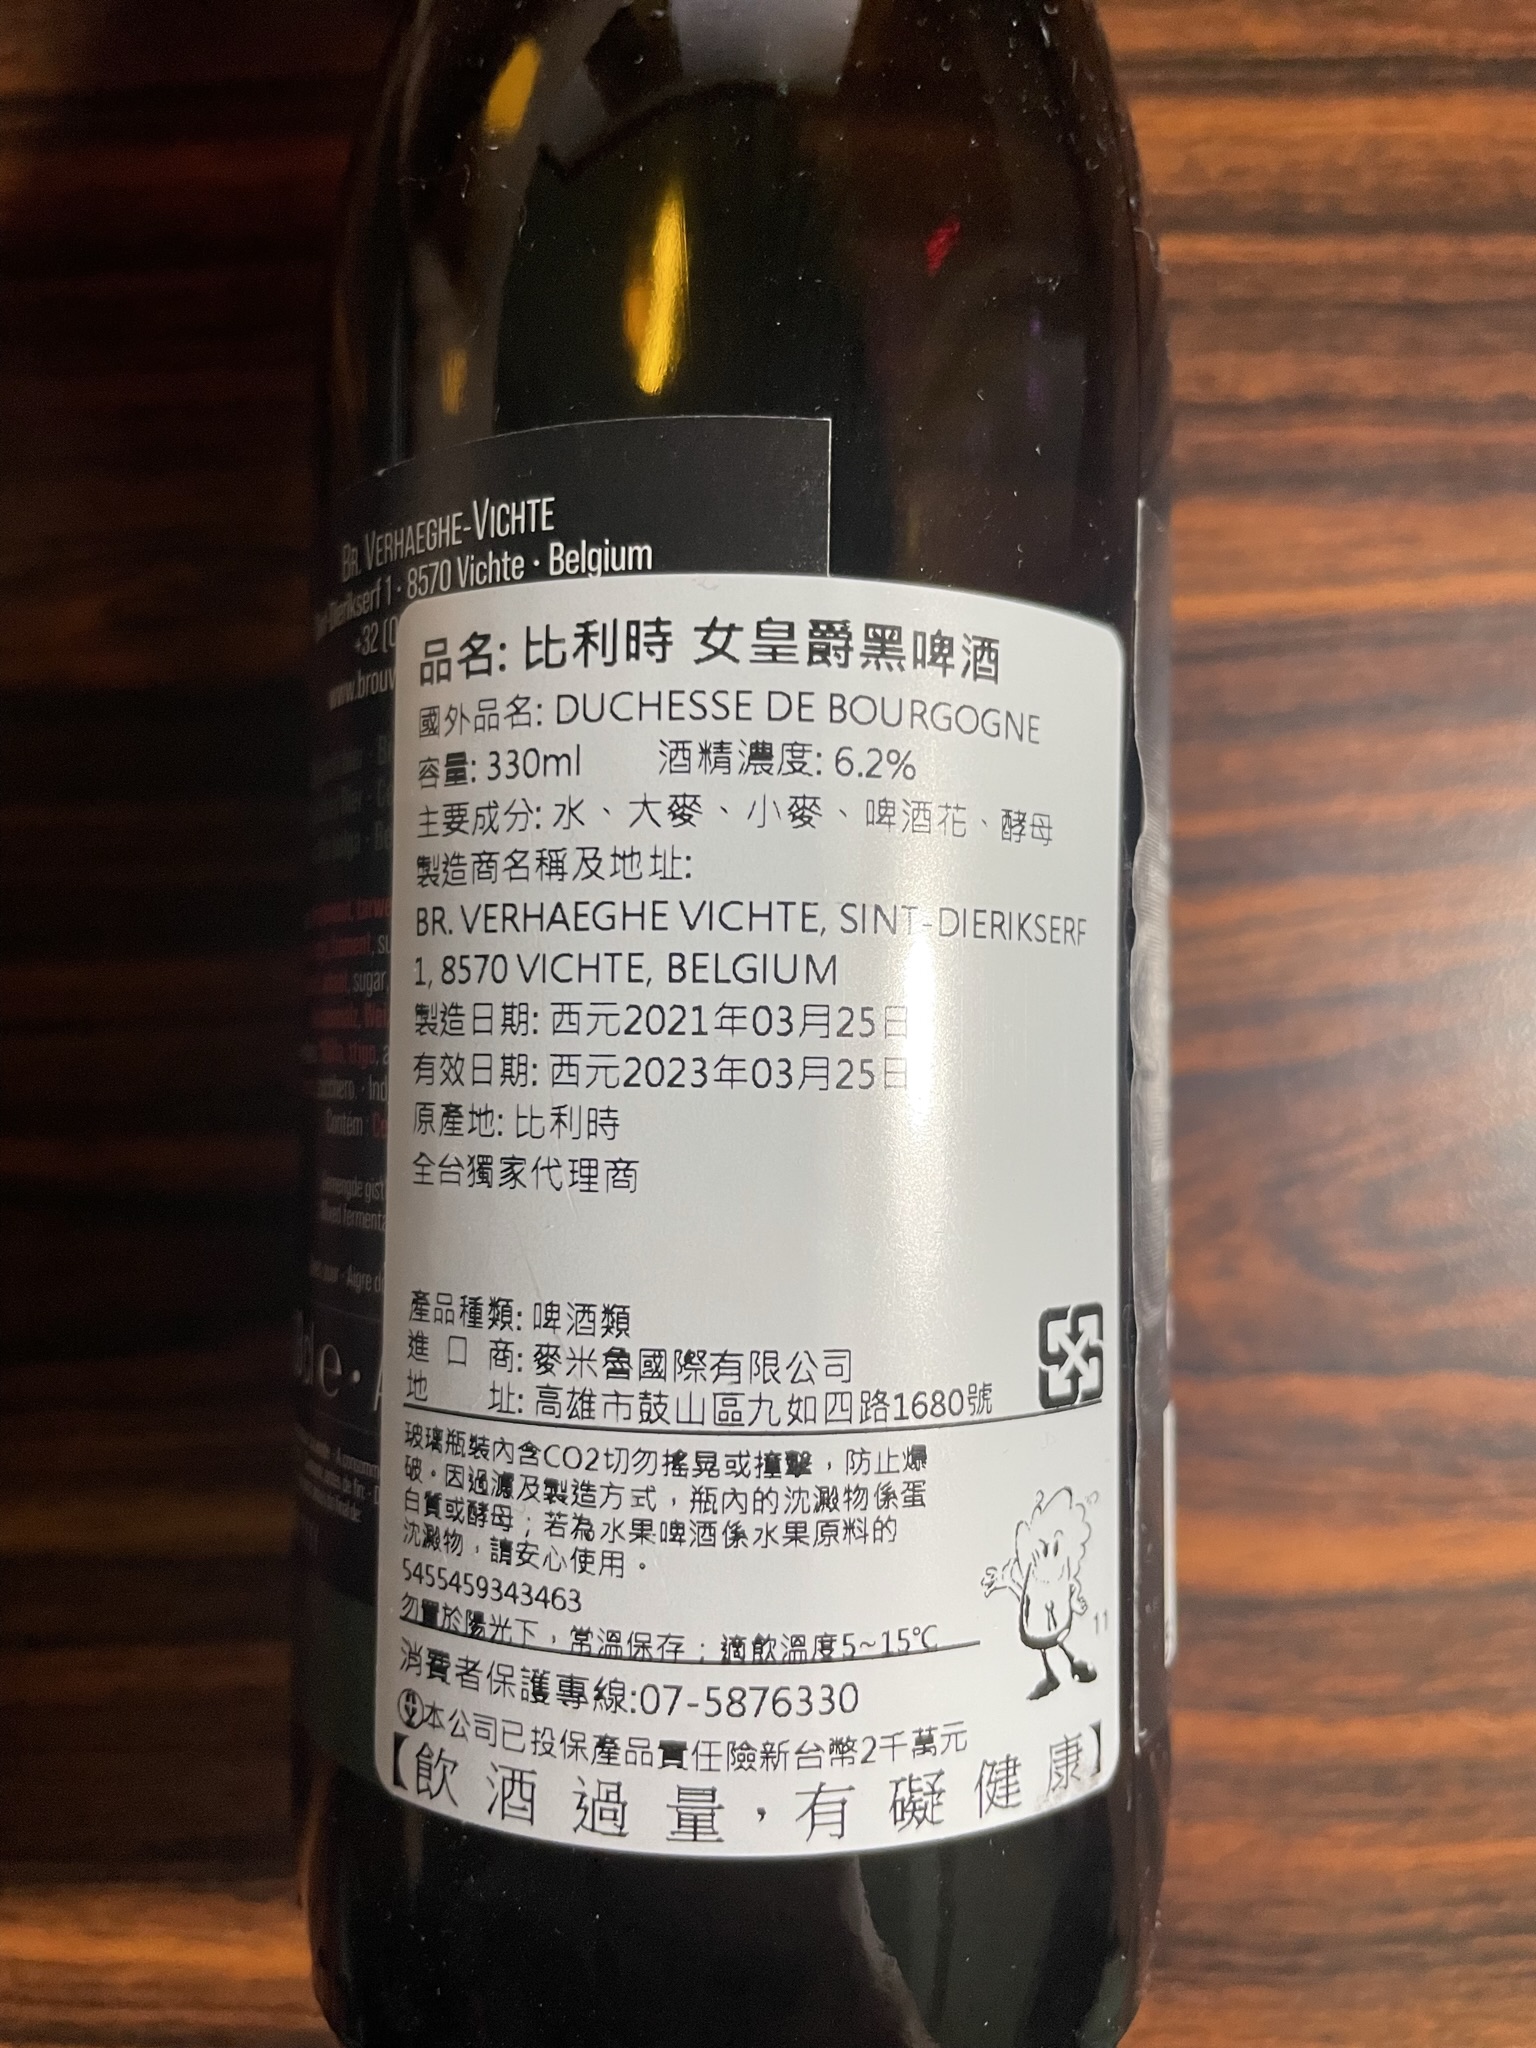 BR. VERHAEGHE-VICHTE
Dierikserf 1 · 8570 Vichte · Belgium
+32 (0
www.brouw
品名: 比利時 女皇爵黑啤酒
國外品名: DUCHESSE DE BOURGOGNE
容量: 330ml 酒精濃度: 6.2%
主要成分: 水、大麥、小麥、啤酒花、酵母
製造商名稱及地址:
BR. VERHAEGHE VICHTE, SINT-DIERIKSERF
1, 8570 VICHTE, BELGIUM
製造日期: 西元2021年03月25日
有效日期: 西元2023年03月25日
原產地: 比利時
全台獨家代理商
產品種類: 啤酒類
進口商: 麥米魯國際有限公司
地址: 高雄市鼓山區九如四路1680號
玻璃瓶裝內含CO2切勿搖晃或撞擊,防止爆
破。因過濾及製造方式,瓶內的沈澱物係蛋
白質或酵母;若為水果啤酒係水果原料的
沈澱物,請安心使用。
5455459343463
勿置於陽光下,常溫保存;適飲溫度5~15℃
11
消費者保護專線:07-5876330
本公司已投保產品責任險新台幣2千萬元
【飲酒過量,有礙健康】